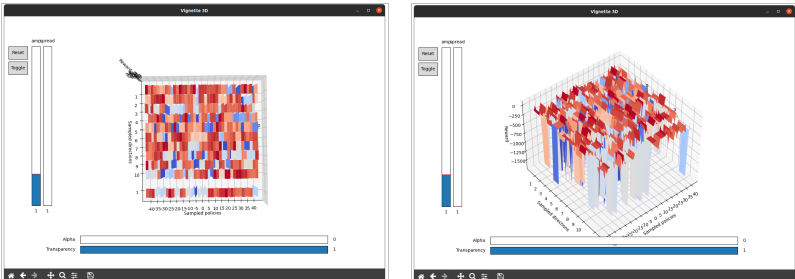 Vignette 3D
Reset
Toggle
ampspread
Reward
Sampled directions
1
2
3
4
5
6
7
8
9
10
1
-40-35-30-25-20-15-10-5 0 5 10 15 20 25 30 35 40
Sampled policies
1 1
Alpha 0
Transparency 1
Vignette 3D
Reset
Toggle
ampspread
0
−250
−500
−750
−1000
−1250
−1500
Reward
1
2
3
4
5
6
7
8
9
10
Sampled directions
Sampled policies
1 1
Alpha 0
Transparency 1